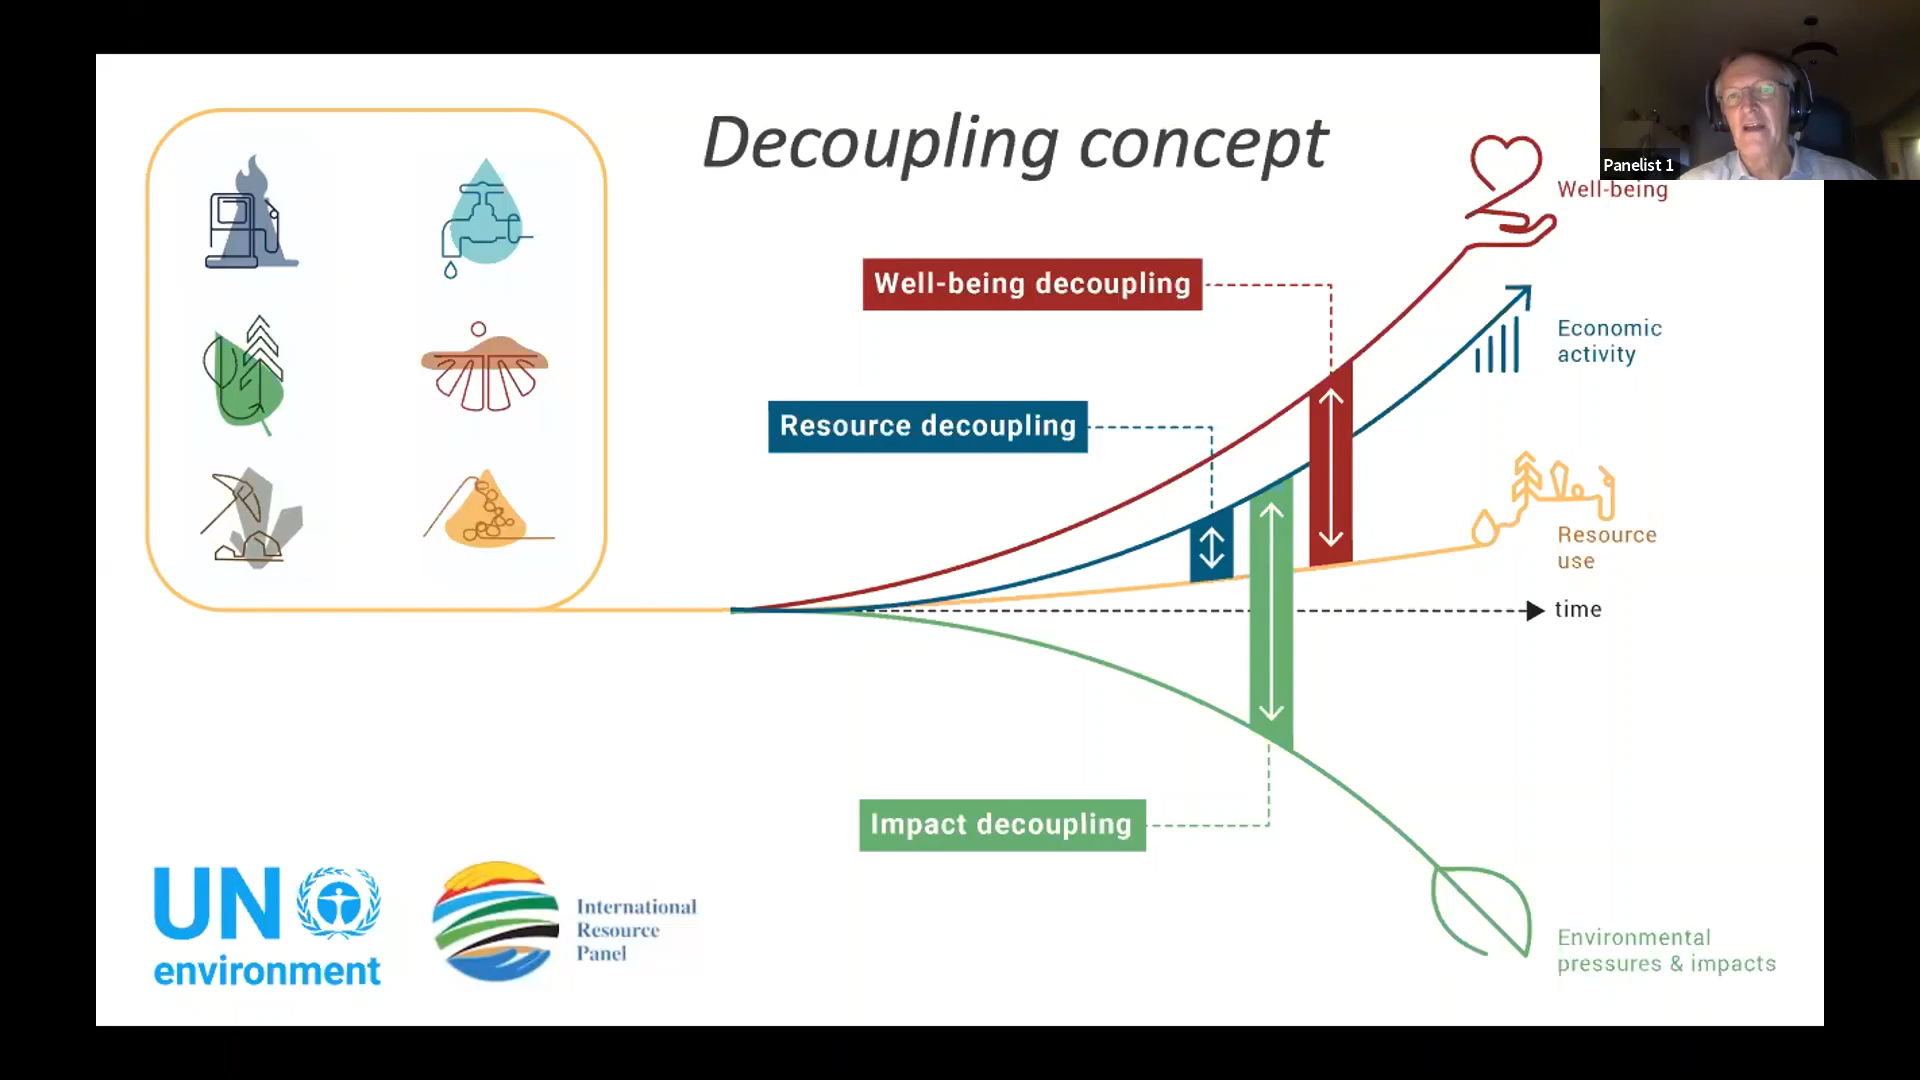 Decoupling concept
Panelist 1
Well-being
Well-being decoupling
Economic
activity
Resource decoupling
Resource
use
time
Impact decoupling
Environmental
pressures & impacts
UN
environment
International
Resource
Panel